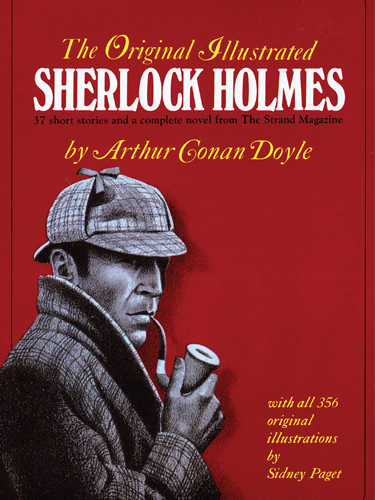 The Original Illustrated
SHERLOCK HOLMES
37 short stories and a complete novel from The Strand Magazine
by Arthur Conan Doyle
with all 356
original
illustrations
by
Sidney Paget